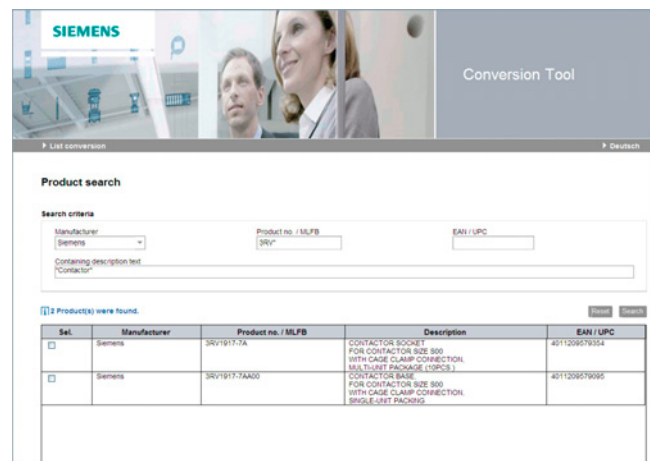 SIEMENS
Conversion Tool
List conversion
Deutsch
Product search
Search criteria
Manufacturer
Product no. / MLFB
EAN / UPC
Siemens
3RV*
Containing description text
*Contactor*
2 Product(s) were found.
Reset
Search
Sel.
Manufacturer
Product no. / MLFB
Description
EAN / UPC
Siemens
3RV1917-7A
CONTACTOR SOCKET
FOR CONTACTOR SIZE S00
WITH CAGE CLAMP CONNECTION,
MULTI-UNIT PACKAGE (10PCS )
4011209579354
Siemens
3RV1917-7AA00
CONTACTOR BASE,
FOR CONTACTOR SIZE S00
WITH CAGE CLAMP CONNECTION,
SINGLE-UNIT PACKING
4011209579095